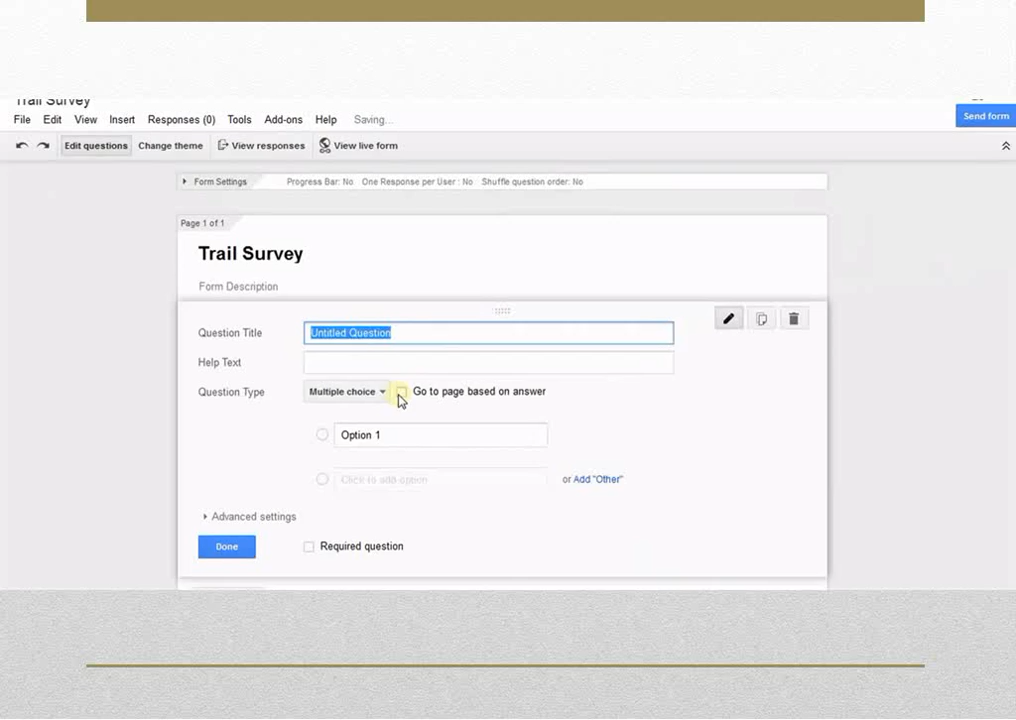 Trail Survey
File Edit View Insert Responses (0) Tools Add-ons Help Saving...
Send form
Edit questions Change theme View responses View live form
Form Settings Progress Bar: No One Response per User : No Shuffle question order: No
Page 1 of 1
Trail Survey
Form Description
Question Title Untitled Question
Help Text
Question Type Multiple choice Go to page based on answer
Option 1
Click to add option or Add "Other"
Advanced settings
Done Required question